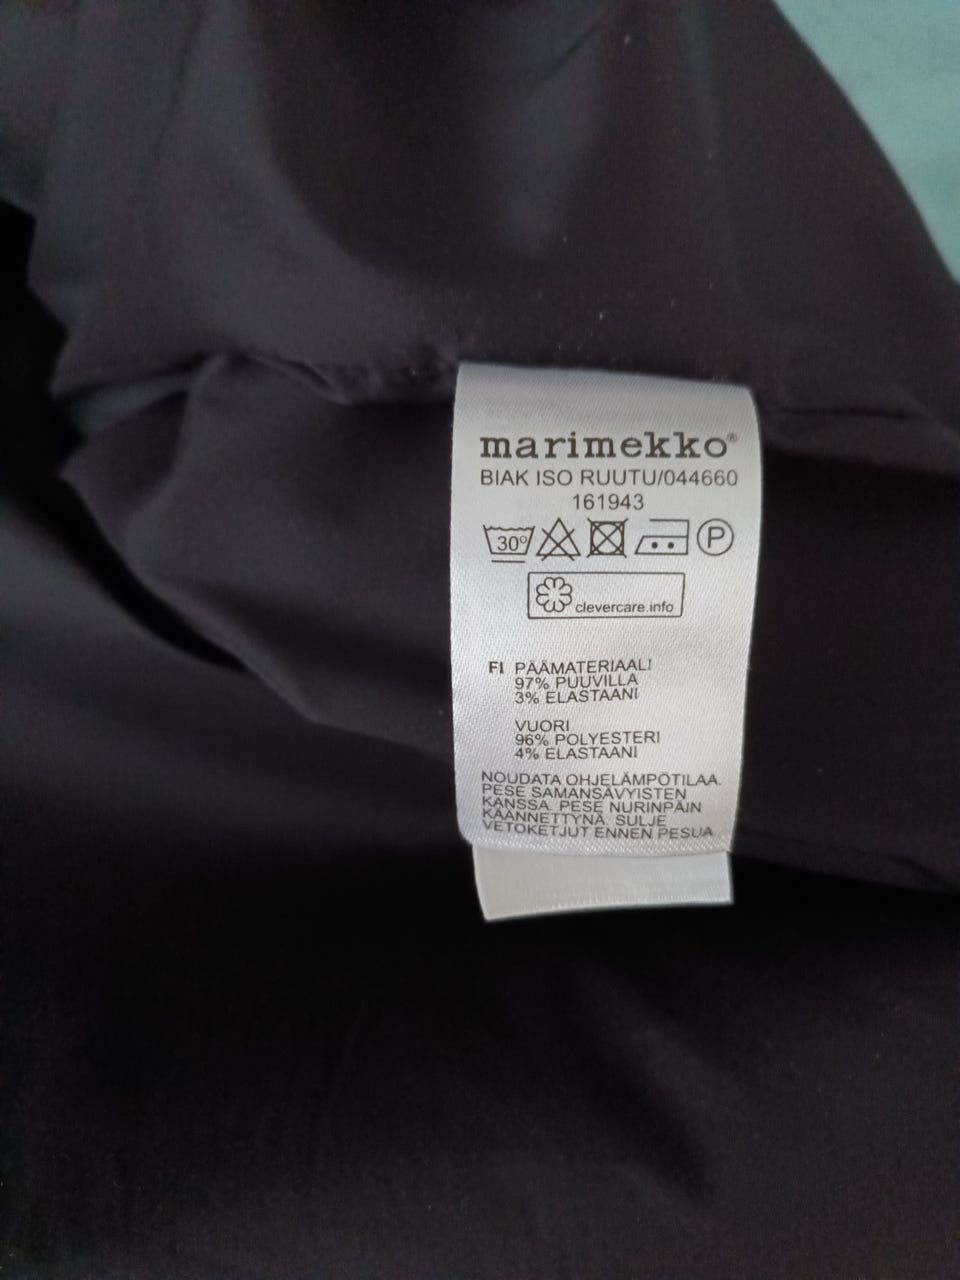 marimekko®
BIAK ISO RUUTU/044660
161943
30°
P
clevercare.info
FI PÄÄMATERIAALI
97% PUUVILLA
3% ELASTAANI
VUORI
96% POLYESTERI
4% ELASTAANI
NOUDATA OHJELÄMPÖTILAA.
PESE SAMANSÄVYISTEN
KANSSA. PESE NURINPÄIN
KÄÄNNETTYNÄ. SULJE
VETOKETJUT ENNEN PESUA